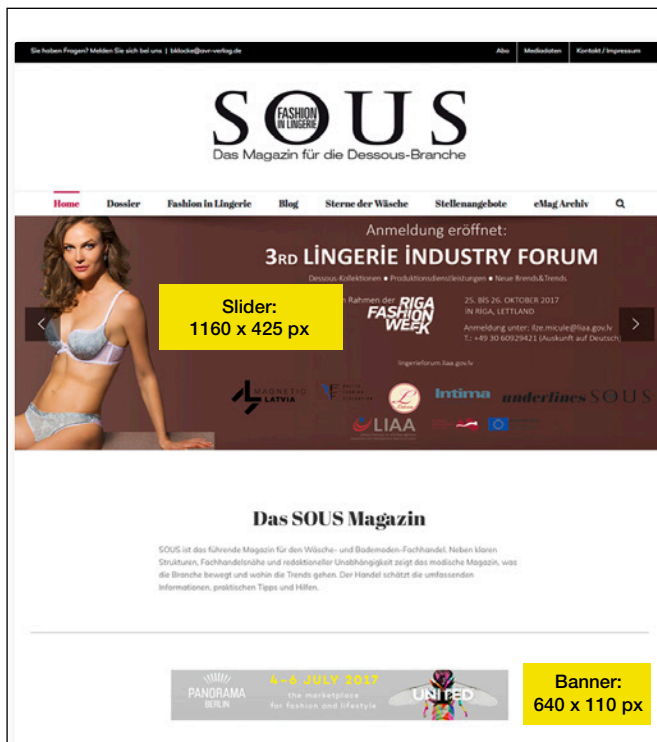 Sie haben Fragen? Melden Sie sich bei uns | bklocke@avr-verlag.de
Abo Mediadaten Kontakt / Impressum
SOUS
FASHION
IN LINGERIE
Das Magazin für die Dessous-Branche
Home Dossier Fashion in Lingerie Blog Sterne der Wäsche Stellenangebote eMag Archiv
Anmeldung eröffnet:
3RD LİNGERİE İNDUSTRY FORUM
Dessous-Kollektionen • Produktionsdienstleistungen • Neue Brends&Trends
Slider:
1160 x 425 px
Rahmen der
RIGA
FASHION
WEEK
25. BIS 26. OKTOBER 2017
IN RIGA, LETTLAND
Anmeldung unter: ilze.micule@liaa.gov.lv
T.: +49 30 60929421 (Auskunft auf Deutsch)
lingerieforum.liaa.gov.lv
MAGNETIC
LATVIA
Intima
underlines
SOUS
LIAA
Das SOUS Magazin
SOUS ist das führende Magazin für den Wäsche- und Bademoden-Fachhandel. Neben klaren
Strukturen, Fachhandelsnähe und redaktioneller Unabhängigkeit zeigt das modische Magazin, was
die Branche bewegt und wohin die Trends gehen. Der Handel schätzt die umfassenden
Informationen, praktischen Tipps und Hilfen.
PANORAMA
BERLIN
4–6 JULY 2017
the marketplace
for fashion and lifestyle
UNITED
Banner:
640 x 110 px